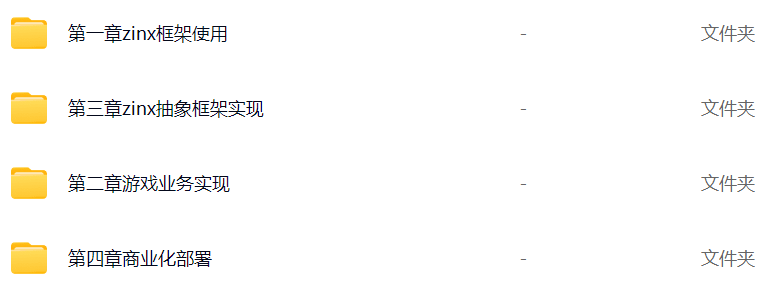 第一章zinx框架使用 - 文件夹
第三章zinx抽象框架实现 - 文件夹
第二章游戏业务实现 - 文件夹
第四章商业化部署 - 文件夹